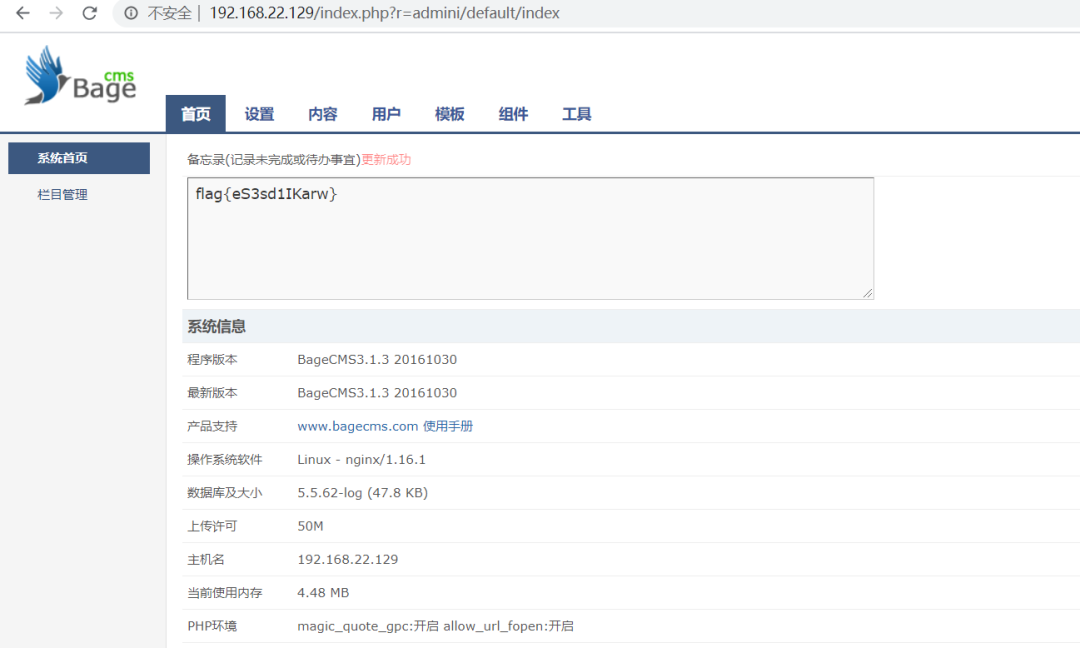 不安全 | 192.168.22.129/index.php?r=admini/default/index
Bage cms
首页 设置 内容 用户 模板 组件 工具
系统首页
栏目管理
备忘录(记录未完成或待办事宜)更新成功
flag{eS3sd1IKarw}
系统信息
程序版本 BageCMS3.1.3 20161030
最新版本 BageCMS3.1.3 20161030
产品支持 www.bagecms.com 使用手册
操作系统软件 Linux - nginx/1.16.1
数据库及大小 5.5.62-log (47.8 KB)
上传许可 50M
主机名 192.168.22.129
当前使用内存 4.48 MB
PHP环境 magic_quote_gpc:开启 allow_url_fopen:开启